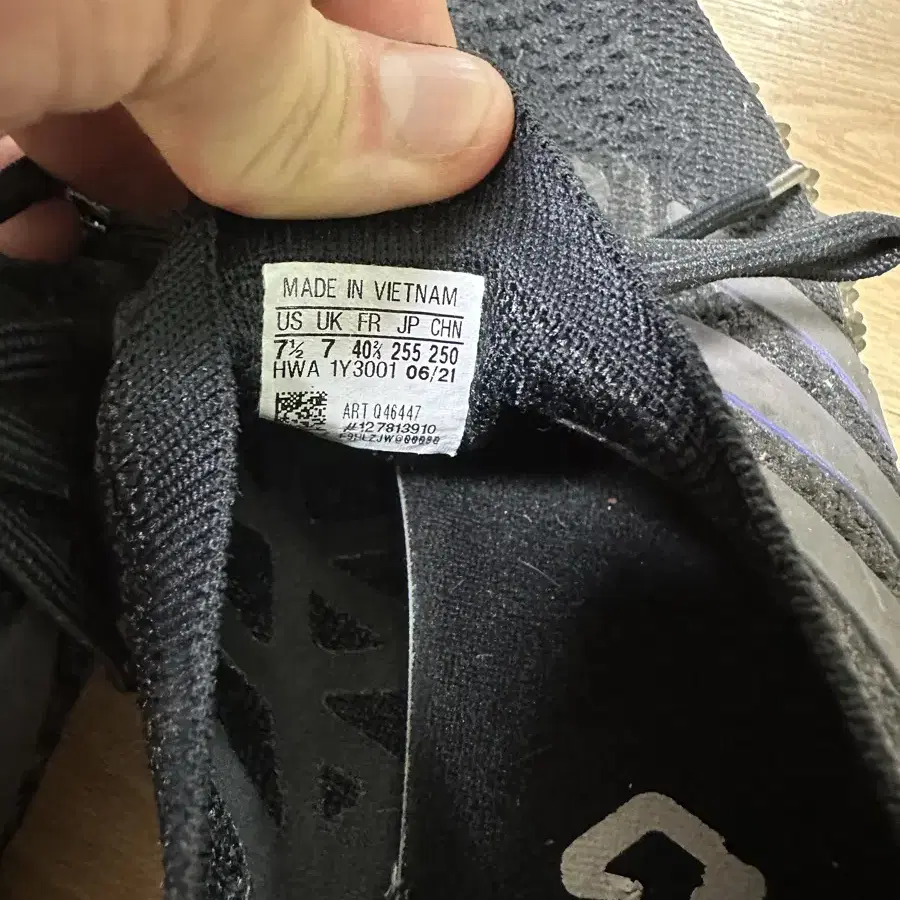 MADE IN VIETNAM
US UK FR JP CHN
7½ 7 40⅔ 255 250
HWA 1Y3001 06/21
ART Q46447
µ127813910